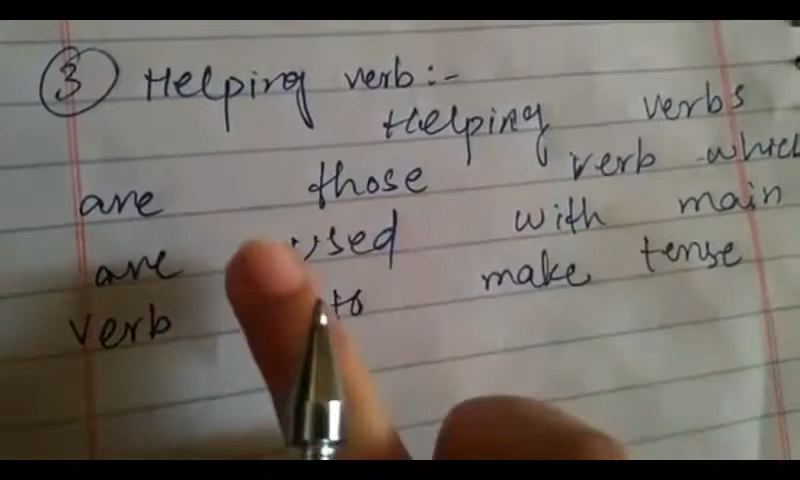 3 Helping verb:-
Helping verbs
are those verb which
are used with main
verb to make tense